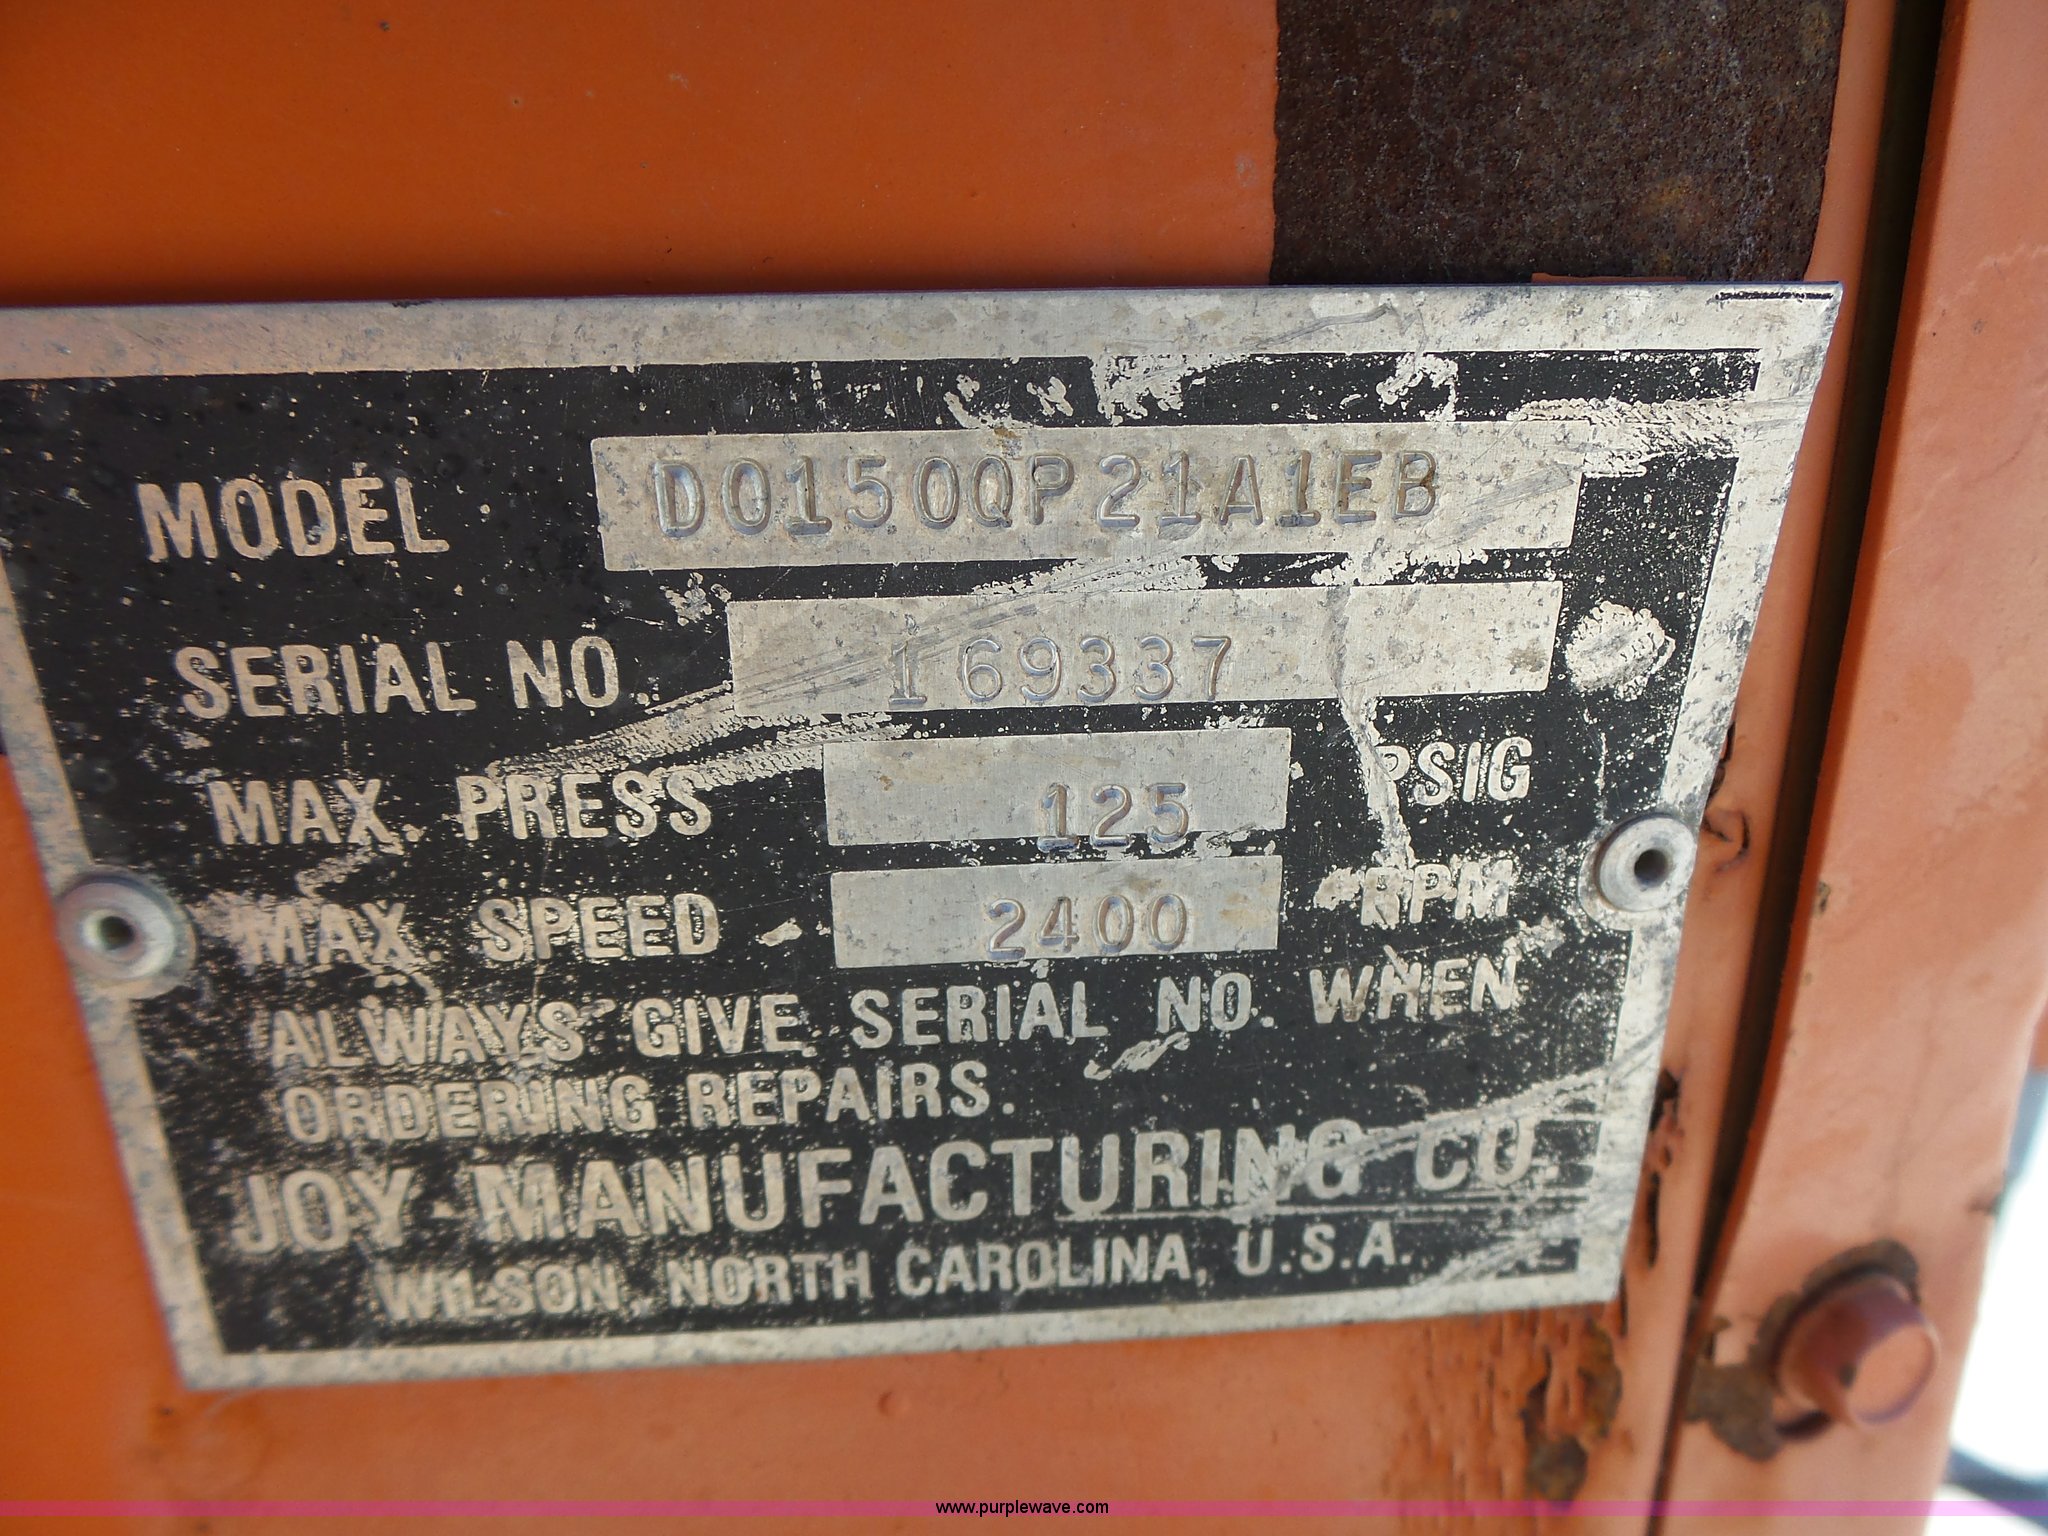 MODEL D0150QP21A1EB
SERIAL NO. 169337
MAX. PRESS 125 PSIG
MAX. SPEED 2400 RPM
ALWAYS GIVE SERIAL NO. WHEN
ORDERING REPAIRS.
JOY MANUFACTURING CO.
WILSON, NORTH CAROLINA, U.S.A.
www.purplewave.com